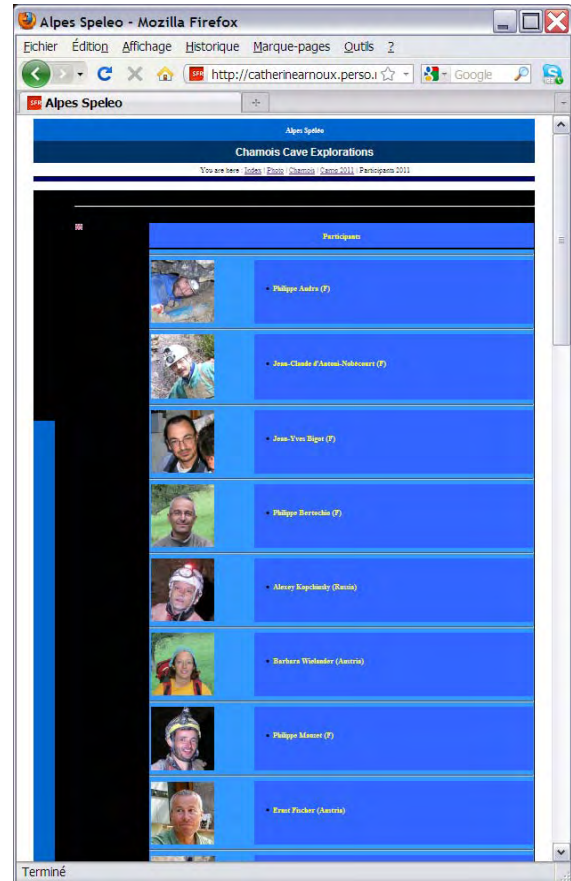 Alpes Speleo - Mozilla Firefox
Fichier Édition Affichage Historique Marque-pages Outils ?
http://catherinearnoux.perso.
Google
SFR Alpes Speleo
Alpes Spéléo
Chamois Cave Explorations
You are here : Index | Photo | Chamois | Camp 2011 | Participants 2011
Participants
Philippe Audra (F)
Jean-Claude d'Antoni-Nobécourt (F)
Jean-Yves Bigot (F)
Philippe Bertochio (F)
Alexey Kopchinsky (Russia)
Barbara Wielander (Austria)
Philippe (F)
Ernst Fischer (Austria)
Terminé